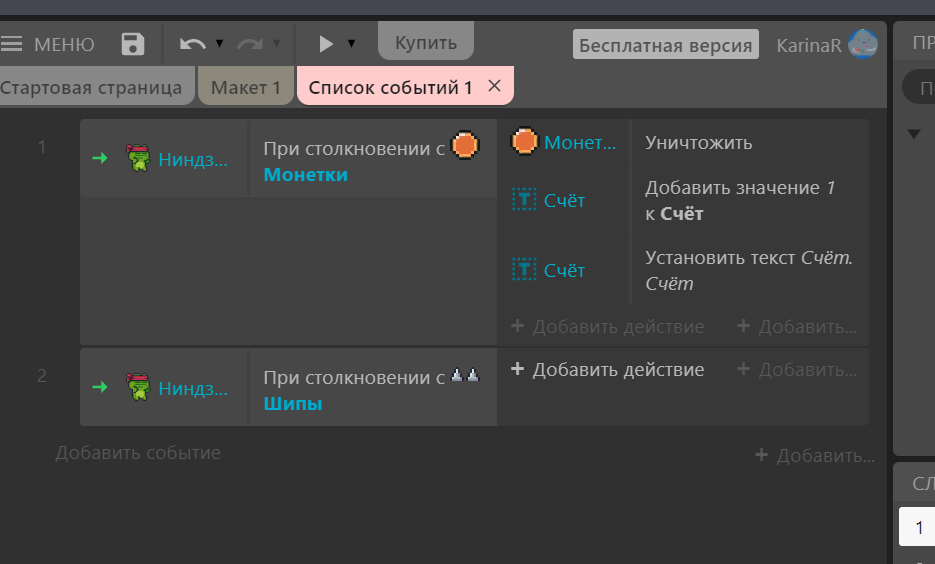 МЕНЮ
Купить
Бесплатная версия
KarinaR
ПР
Стартовая страница
Макет 1
Список событий 1
П
1
Ниндз...
При столкновении с
Монетки
Монет...
Уничтожить
Счёт
Добавить значение 1
к Счёт
Счёт
Установить текст Счёт.
Счёт
+ Добавить действие
+ Добавить...
2
Ниндз...
При столкновении с
Шипы
+ Добавить действие
+ Добавить...
Добавить событие
+ Добавить...
СЛ
1